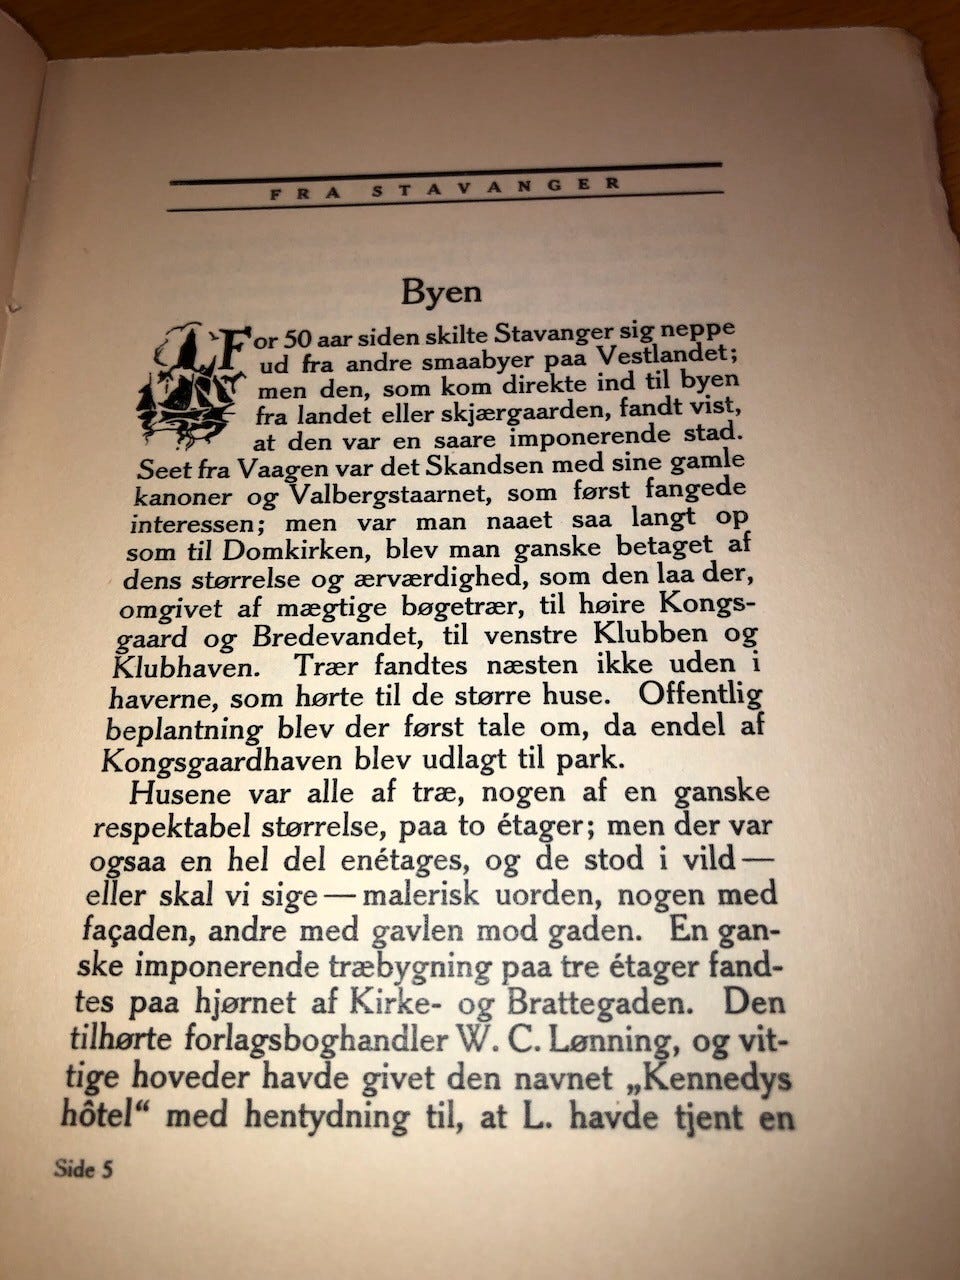 FRA STAVANGER
Byen
For 50 aar siden skilte Stavanger sig neppe
ud fra andre smaabyer paa Vestlandet;
men den, som kom direkte ind til byen
fra landet eller skjærgaarden, fandt vist,
at den var en saare imponerende stad.
Seet fra Vaagen var det Skandsen med sine gamle
kanoner og Valbergstaarnet, som først fangede
interessen; men var man naaet saa langt op
som til Domkirken, blev man ganske betaget af
dens størrelse og ærværdighed, som den laa der,
omgivet af mægtige bøgetrær, til høire Kongs-
gaard og Bredevandet, til venstre Klubben og
Klubhaven. Trær fandtes næsten ikke uden i
haverne, som hørte til de større huse. Offentlig
beplantning blev der først tale om, da endel af
Kongsgaardhaven blev udlagt til park.
Husene var alle af træ, nogen af en ganske
respektabel størrelse, paa to étager; men der var
ogsaa en hel del enétages, og de stod i vild —
eller skal vi sige — malerisk uorden, nogen med
façaden, andre med gavlen mod gaden. En gan-
ske imponerende træbygning paa tre étager fand-
tes paa hjørnet af Kirke- og Brattegaden. Den
tilhørte forlagsboghandler W. C. Lønning, og vit-
tige hoveder havde givet den navnet „Kennedys
hôtel“ med hentydning til, at L. havde tjent en
Side 5